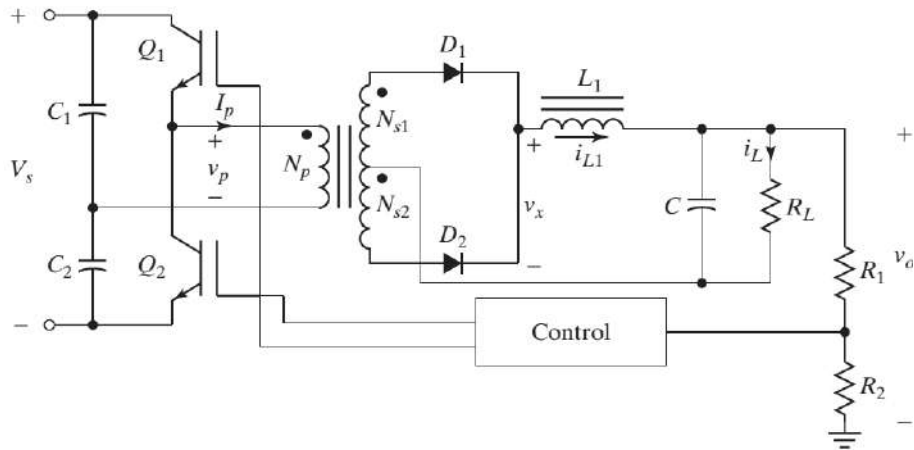 +
Q1
D1
L1
C1
Ip
Ns1
+
vp
−
Np
+
iL1
iL
+
Vs
vx
C
RL
Ns2
C2
Q2
D2
−
R1
vo
−
Control
R2
−